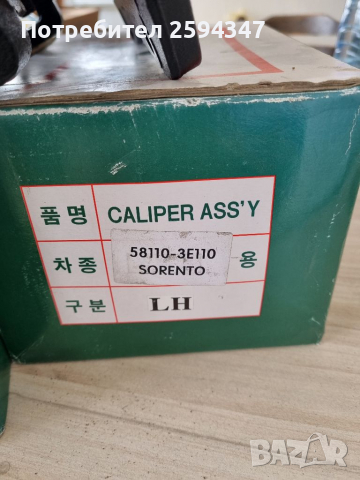 Потребител 2594347
품명 CALIPER ASS'Y
차종 58110-3E110 용
SORENTO
구분 LH
BAZAR